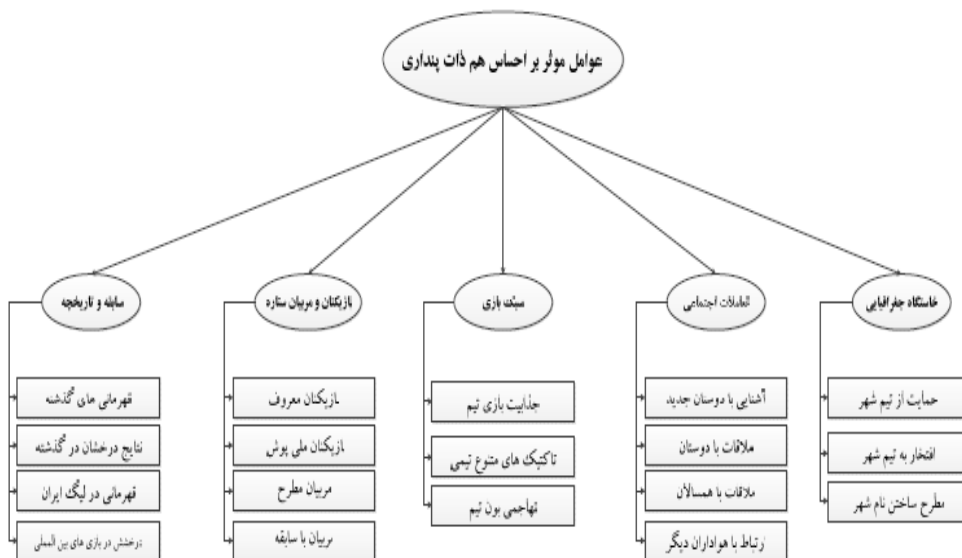 عوامل موثر بر احساس هم ذات پنداری
خاستگاه جغرافیایی
حمایت از تیم شهر
افتخار به تیم شهر
مطرح ساختن نام شهر
تعاملات اجتماعی
آشنایی با دوستان جدید
ملاقات با دوستان
ملاقات با همسالان
ارتباط با هواداران دیگر
سبک بازی
جذابیت بازی تیم
تاکتیک های متنوع تیمی
تهاجمی بون تیم
بازیکنان و مربیان ستاره
بازیکنان معروف
بازیکنان ملی پوش
مربیان مطرح
مربیان با سابقه
سابقه و تاریخچه
قهرمانی های گذشته
نتایج درخشان در گذشته
قهرمانی در لیگ ایران
درخشش در بازی های بین المللی